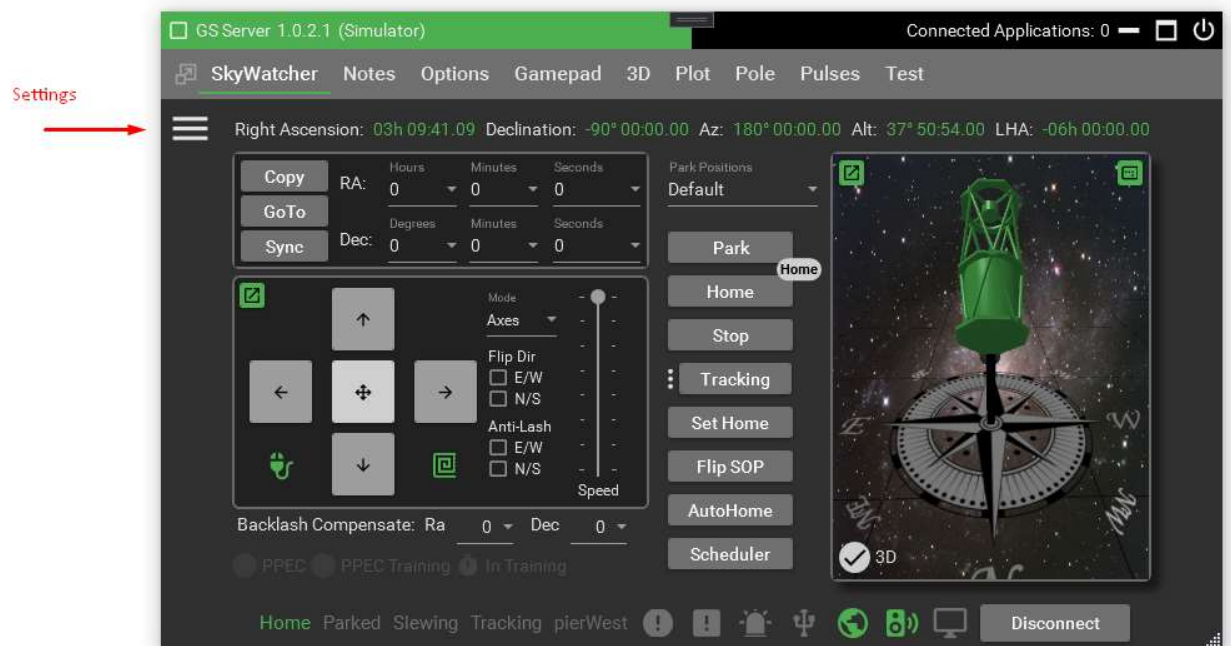 GS Server 1.0.2.1 (Simulator) Connected Applications: 0
SkyWatcher Notes Options Gamepad 3D Plot Pole Pulses Test
Settings
Right Ascension: 03h 09:41.09 Declination: -90° 00:00.00 Az: 180° 00:00.00 Alt: 37° 50:54.00 LHA: -06h 00:00.00
Copy
GoTo
Sync
Hours Minutes Seconds
RA: 0 0 0
Degrees Minutes Seconds
Dec: 0 0 0
Mode
Axes
Flip Dir
E/W
N/S
Anti-Lash
E/W
N/S
Speed
Backlash Compensate: Ra 0 Dec 0
PPEC PPEC Training In Training
Park Positions
Default
Park
Home
Home
Stop
Tracking
Set Home
Flip SOP
AutoHome
Scheduler
E W
NE NW
3D
Home Parked Slewing Tracking pierWest
Disconnect